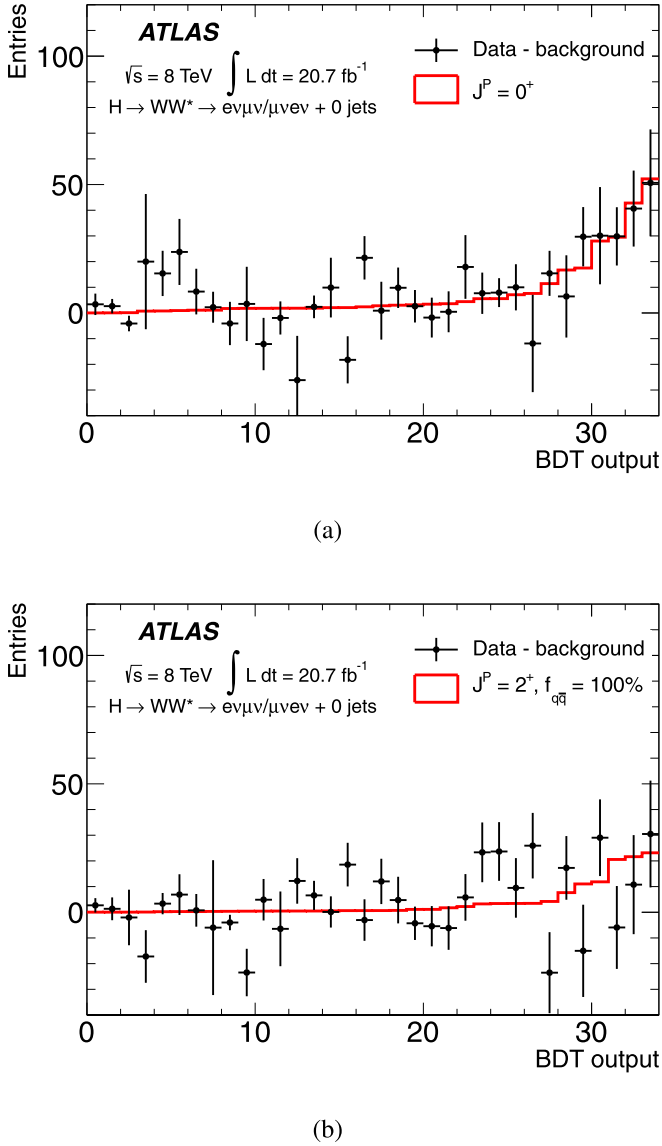 Entries
100
50
0
ATLAS
√s = 8 TeV ∫ L dt = 20.7 fb⁻¹
H → WW* → eνμν/μνeν + 0 jets
Data - background
Jᴾ = 0⁺
0 10 20 30
BDT output
(a)
Entries
100
50
0
ATLAS
√s = 8 TeV ∫ L dt = 20.7 fb⁻¹
H → WW* → eνμν/μνeν + 0 jets
Data - background
Jᴾ = 2⁺, f_qq̅ = 100%
0 10 20 30
BDT output
(b)